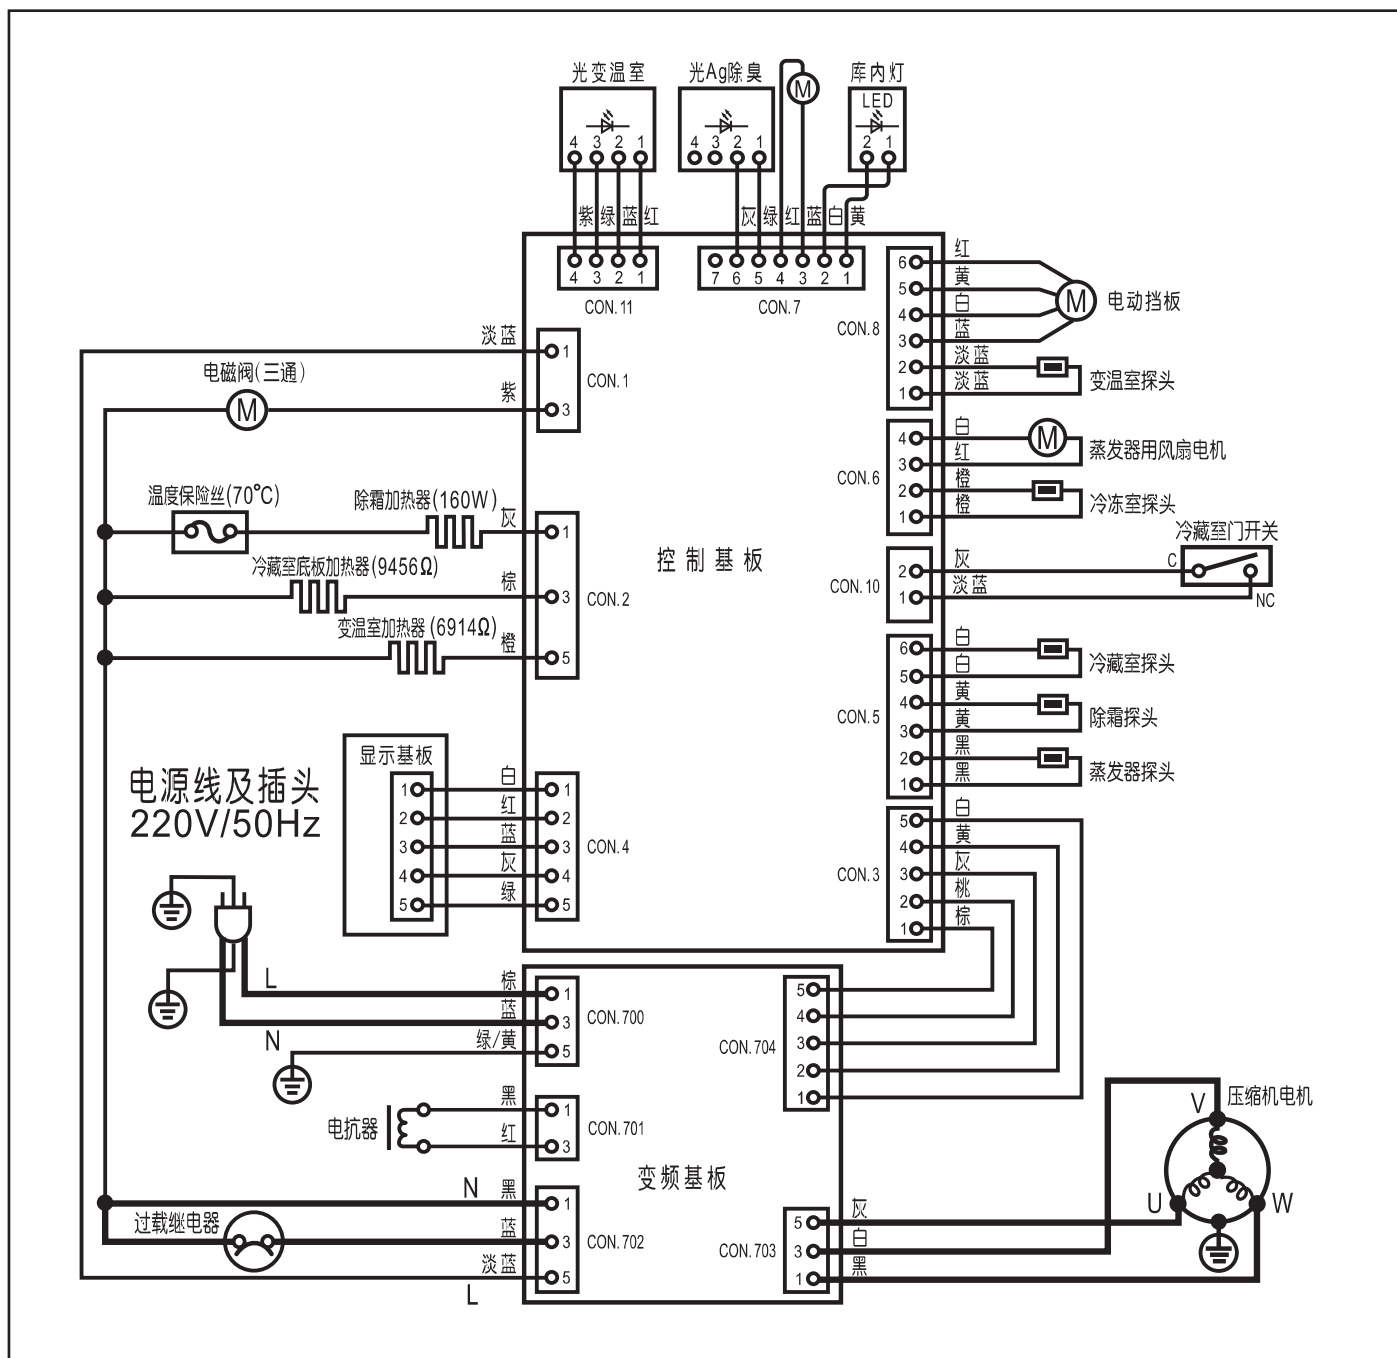 光变温室
光Ag除臭
M
库内灯
LED
4 3 2 1
4 3 2 1
2 1
紫 绿 蓝 红
灰 绿 红 蓝 白 黄
4 3 2 1
CON.11
7 6 5 4 3 2 1
CON.7
淡蓝
1
CON.1
紫
3
电磁阀(三通)
M
温度保险丝(70°C)
除霜加热器(160W)
灰
1
冷藏室底板加热器(9456Ω)
棕
3
CON.2
变温室加热器(6914Ω)
橙
5
控制基板
CON.8
6 红
5 黄
4 白
3 蓝
2 淡蓝
1 淡蓝
M
电动挡板
变温室探头
CON.6
4 白
3 红
2 橙
1 橙
M
蒸发器用风扇电机
冷冻室探头
冷藏室门开关
CON.10
2 灰
1 淡蓝
C
NC
CON.5
6 白
5 白
4 黄
3 黄
2 黑
1 黑
冷藏室探头
除霜探头
蒸发器探头
CON.3
5 白
4 黄
3 灰
2 桃
1 棕
显示基板
1 白 1
2 红 2
3 蓝 3
4 灰 4
5 绿 5
CON.4
电源线及插头
220V/50Hz
L
N
棕 1
蓝 3
绿/黄 5
CON.700
CON.704
5
4
3
2
1
电抗器
黑 1
红 3
CON.701
变频基板
N
黑 1
过载继电器
蓝 3
CON.702
淡蓝 5
L
CON.703
5 灰
3 白
1 黑
压缩机电机
V
U
W